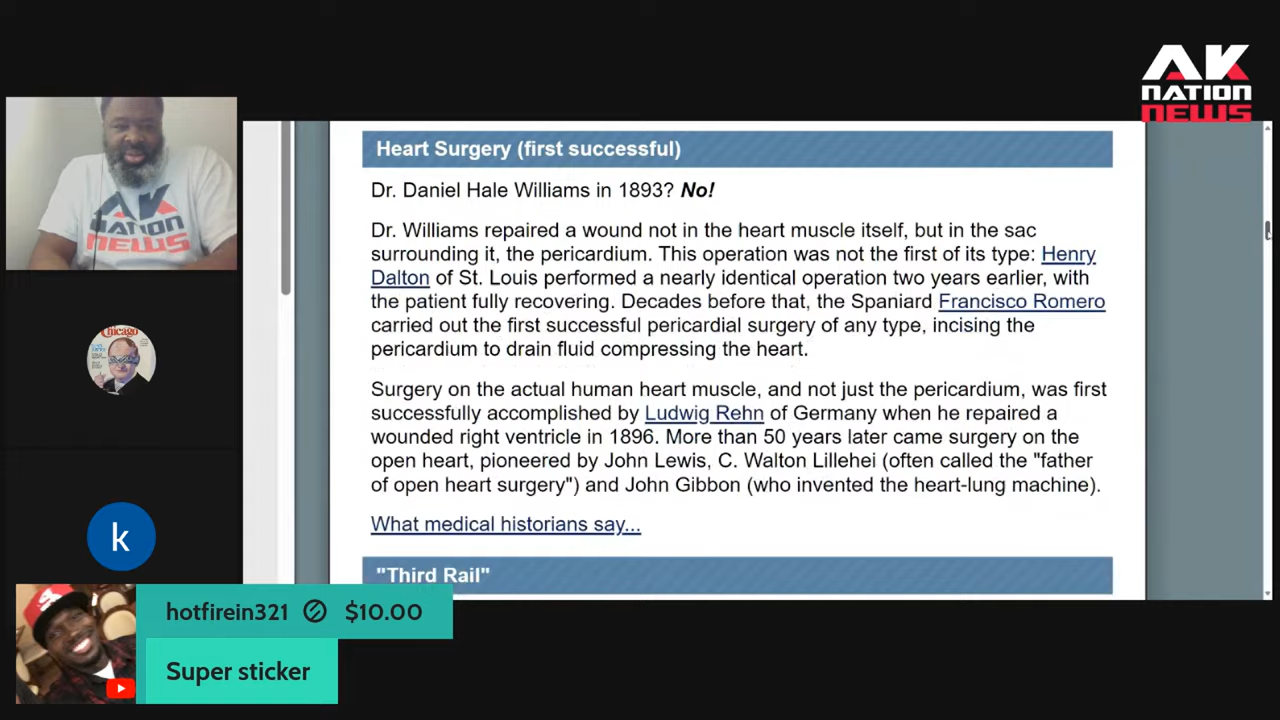 AK
NATION
NEWS
Heart Surgery (first successful)
Dr. Daniel Hale Williams in 1893? No!
Dr. Williams repaired a wound not in the heart muscle itself, but in the sac
surrounding it, the pericardium. This operation was not the first of its type: Henry
Dalton of St. Louis performed a nearly identical operation two years earlier, with
the patient fully recovering. Decades before that, the Spaniard Francisco Romero
carried out the first successful pericardial surgery of any type, incising the
pericardium to drain fluid compressing the heart.
Surgery on the actual human heart muscle, and not just the pericardium, was first
successfully accomplished by Ludwig Rehn of Germany when he repaired a
wounded right ventricle in 1896. More than 50 years later came surgery on the
open heart, pioneered by John Lewis, C. Walton Lillehei (often called the "father
of open heart surgery") and John Gibbon (who invented the heart-lung machine).
What medical historians say...
"Third Rail"
AK
NATION
NEWS
Chicago
k
hotfirein321 $10.00
Super sticker